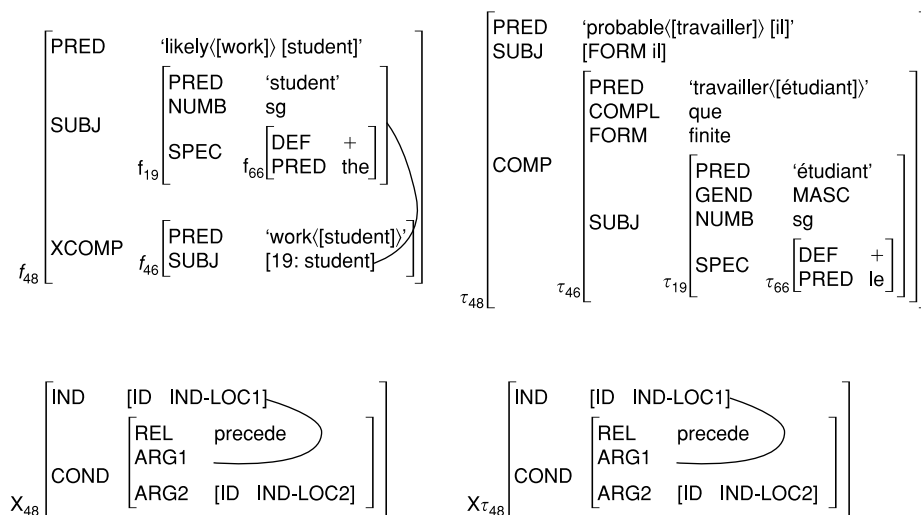 PRED ‘likely⟨[work]⟩ [student]’
SUBJ
PRED ‘student’
NUMB sg
SPEC
DEF +
PRED the
f19
f66
XCOMP
PRED ‘work⟨[student]⟩’
SUBJ [19: student]
f46
f48
PRED ‘probable⟨[travailler]⟩ [il]’
SUBJ [FORM il]
COMP
PRED ‘travailler⟨[étudiant]⟩’
COMPL que
FORM finite
SUBJ
PRED ‘étudiant’
GEND MASC
NUMB sg
SPEC
DEF +
PRED le
τ48
τ46
τ19
τ66
IND [ID IND-LOC1]
COND
REL precede
ARG1
ARG2 [ID IND-LOC2]
X48
IND [ID IND-LOC1]
COND
REL precede
ARG1
ARG2 [ID IND-LOC2]
Xτ48